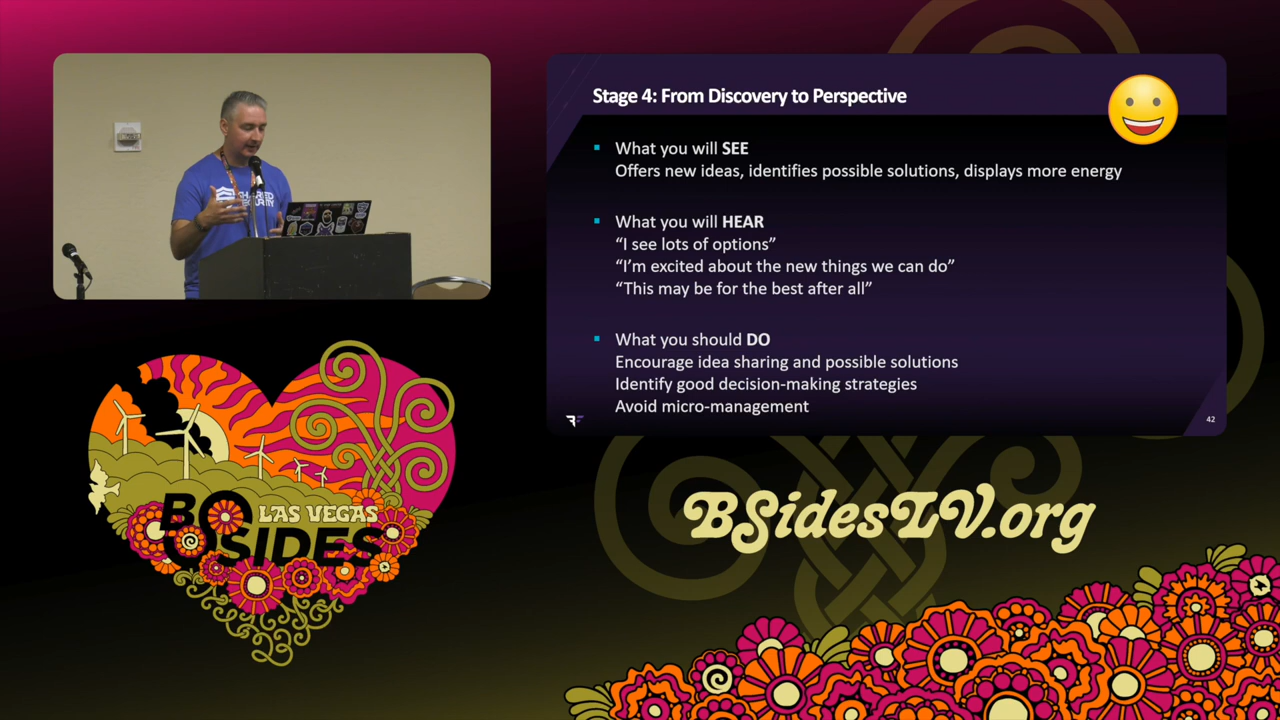 SHARED
SECURITY
Stage 4: From Discovery to Perspective
What you will SEE
Offers new ideas, identifies possible solutions, displays more energy
What you will HEAR
“I see lots of options”
“I’m excited about the new things we can do”
“This may be for the best after all”
What you should DO
Encourage idea sharing and possible solutions
Identify good decision-making strategies
Avoid micro-management
42
LAS VEGAS
BSIDES
23
BSidesLV.org